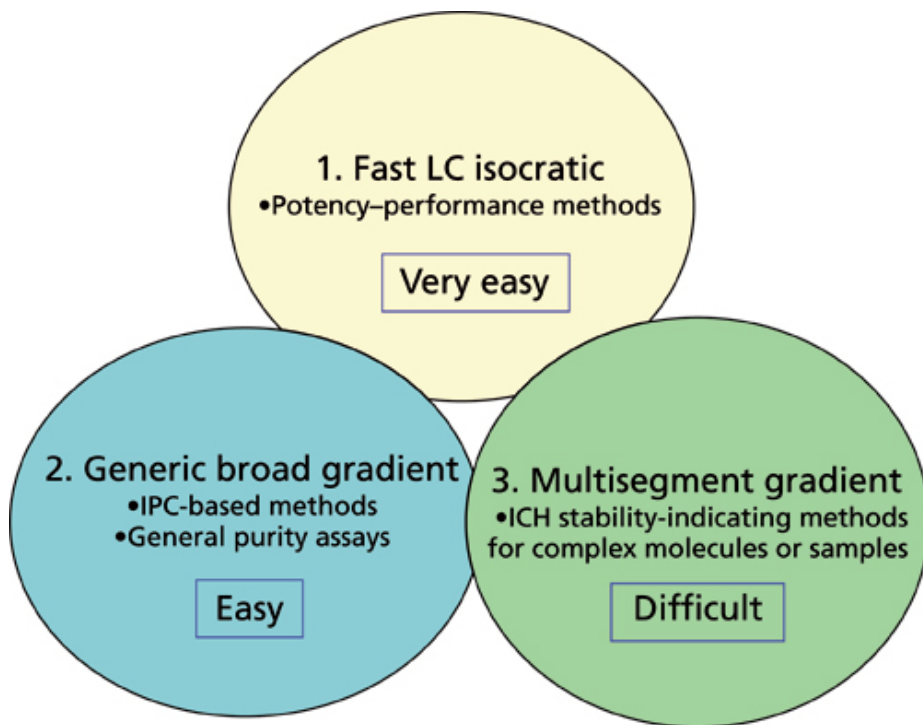 1. Fast LC isocratic
•Potency–performance methods
Very easy
2. Generic broad gradient
•IPC-based methods
•General purity assays
Easy
3. Multisegment gradient
•ICH stability-indicating methods
for complex molecules or samples
Difficult